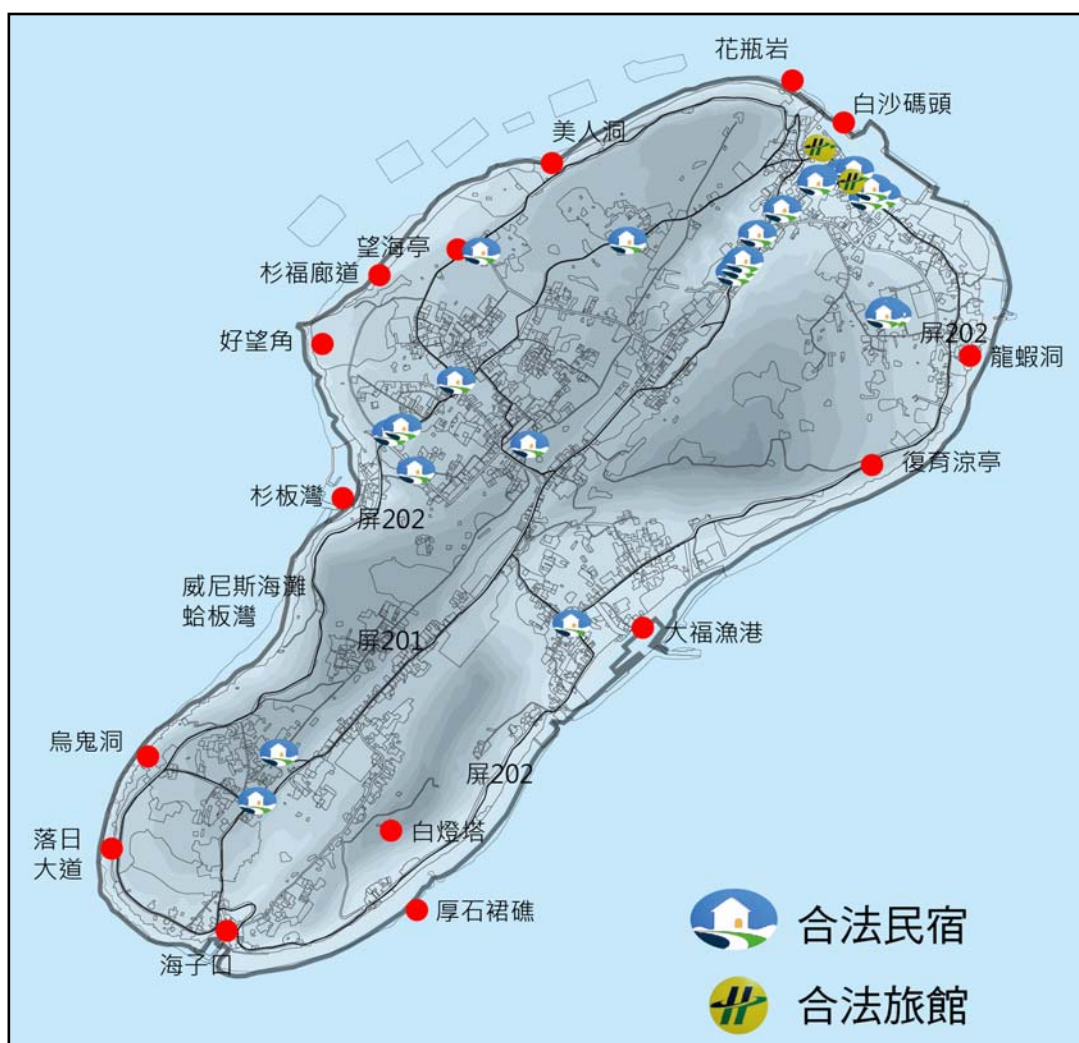 花瓶岩
白沙碼頭
美人洞
望海亭
杉福廊道
好望角
屏202
龍蝦洞
復育涼亭
杉板灣
屏202
威尼斯海灘
蛤板灣
屏201
大福漁港
烏鬼洞
屏202
白燈塔
落日
大道
厚石裙礁
海子口
合法民宿
合法旅館